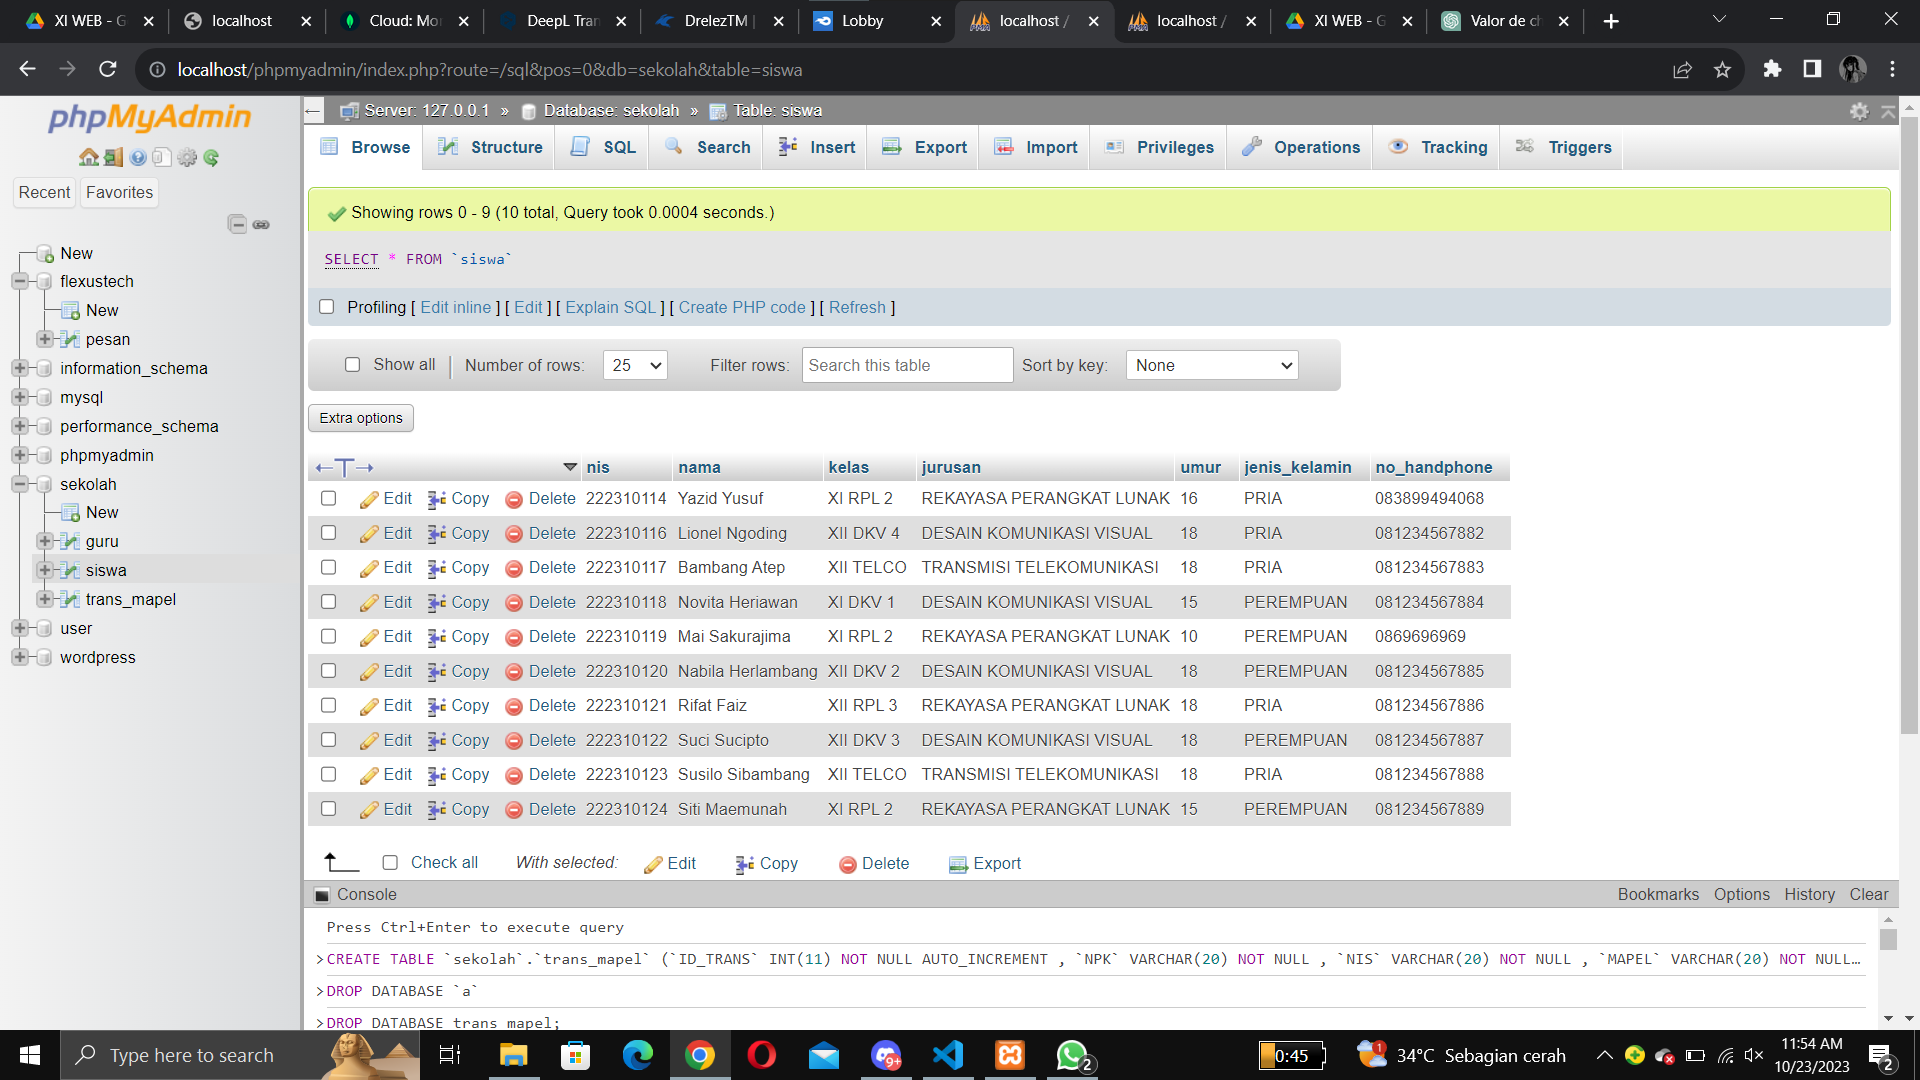 XI WEB - G
localhost
Cloud: Mon
DeepL Tran
DrelezTM |
Lobby
localhost /
localhost /
XI WEB - G
Valor de ch
localhost/phpmyadmin/index.php?route=/sql&pos=0&db=sekolah&table=siswa
phpMyAdmin
Recent Favorites
New
flexustech
New
pesan
information_schema
mysql
performance_schema
phpmyadmin
sekolah
New
guru
siswa
trans_mapel
user
wordpress
Server: 127.0.0.1 » Database: sekolah » Table: siswa
Browse Structure SQL Search Insert Export Import Privileges Operations Tracking Triggers
Showing rows 0 - 9 (10 total, Query took 0.0004 seconds.)
SELECT * FROM `siswa`
Profiling [ Edit inline ] [ Edit ] [ Explain SQL ] [ Create PHP code ] [ Refresh ]
Show all Number of rows: 25 Filter rows: Search this table Sort by key: None
Extra options
nis nama kelas jurusan umur jenis_kelamin no_handphone
Edit Copy Delete 222310114 Yazid Yusuf XI RPL 2 REKAYASA PERANGKAT LUNAK 16 PRIA 083899494068
Edit Copy Delete 222310116 Lionel Ngoding XII DKV 4 DESAIN KOMUNIKASI VISUAL 18 PRIA 081234567882
Edit Copy Delete 222310117 Bambang Atep XII TELCO TRANSMISI TELEKOMUNIKASI 18 PRIA 081234567883
Edit Copy Delete 222310118 Novita Heriawan XI DKV 1 DESAIN KOMUNIKASI VISUAL 15 PEREMPUAN 081234567884
Edit Copy Delete 222310119 Mai Sakurajima XI RPL 2 REKAYASA PERANGKAT LUNAK 10 PEREMPUAN 0869696969
Edit Copy Delete 222310120 Nabila Herlambang XII DKV 2 DESAIN KOMUNIKASI VISUAL 18 PEREMPUAN 081234567885
Edit Copy Delete 222310121 Rifat Faiz XII RPL 3 REKAYASA PERANGKAT LUNAK 18 PRIA 081234567886
Edit Copy Delete 222310122 Suci Sucipto XII DKV 3 DESAIN KOMUNIKASI VISUAL 18 PEREMPUAN 081234567887
Edit Copy Delete 222310123 Susilo Sibambang XII TELCO TRANSMISI TELEKOMUNIKASI 18 PRIA 081234567888
Edit Copy Delete 222310124 Siti Maemunah XI RPL 2 REKAYASA PERANGKAT LUNAK 15 PEREMPUAN 081234567889
Check all With selected: Edit Copy Delete Export
Console Bookmarks Options History Clear
Press Ctrl+Enter to execute query
>CREATE TABLE `sekolah`.`trans_mapel` (`ID_TRANS` INT(11) NOT NULL AUTO_INCREMENT , `NPK` VARCHAR(20) NOT NULL , `NIS` VARCHAR(20) NOT NULL , `MAPEL` VARCHAR(20) NOT NULL…
>DROP DATABASE `a`
>DROP DATABASE trans_mapel;
Type here to search
9+
2
0:45
1
34°C Sebagian cerah
11:54 AM
10/23/2023
2